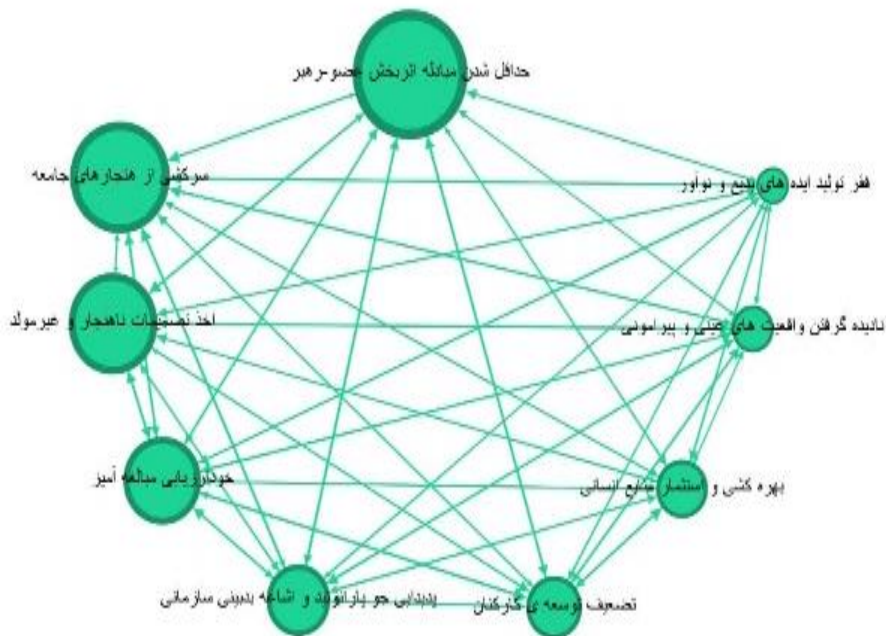 حداقل شدن مبادله اثربخش عضو-رهبر
سرکشی از هنجارهای جامعه
فقر تولید ایده های بدیع و نوآور
اخذ تصمیمات ناهنجار و غیرمولد
نادیده گرفتن واقعیت های عینی و پیرامونی
خودارزیابی مبالغه آمیز
بهره کشی و استثمار منابع انسانی
پدیدایی جو پارانوئید و اشاعه بدبینی سازمانی
تضعیف توسعه ی کارکنان